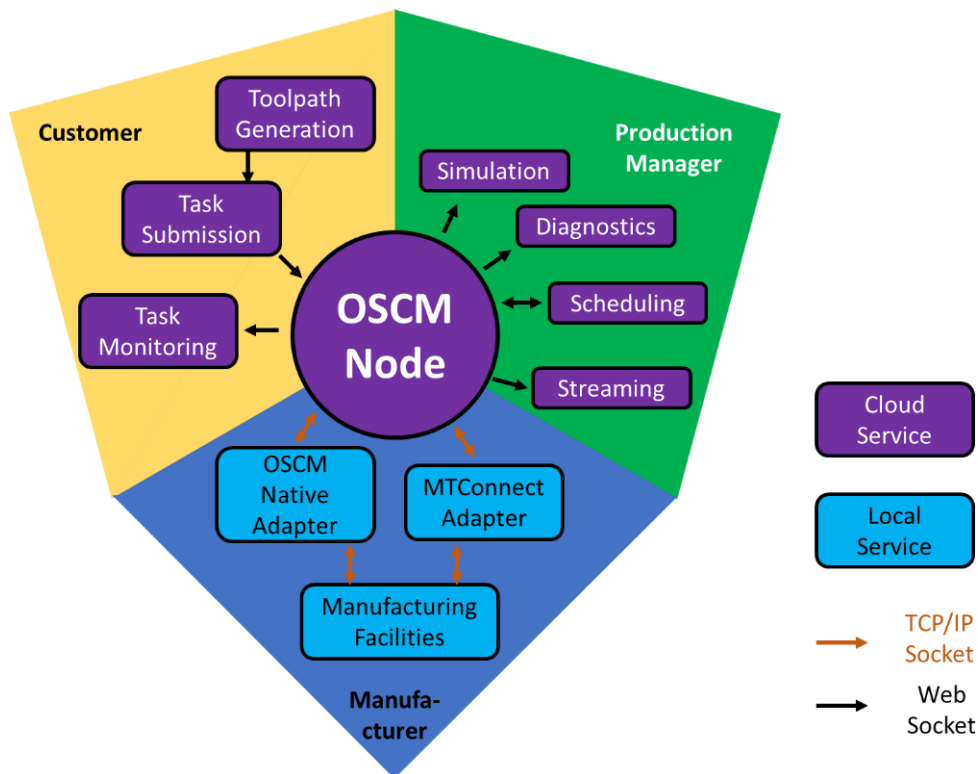 Toolpath
Generation
Customer
Task
Submission
Task
Monitoring
Production
Manager
Simulation
Diagnostics
Scheduling
Streaming
OSCM
Node
OSCM
Native
Adapter
MTConnect
Adapter
Manufacturing
Facilities
Manufa-
cturer
Cloud
Service
Local
Service
TCP/IP
Socket
Web
Socket